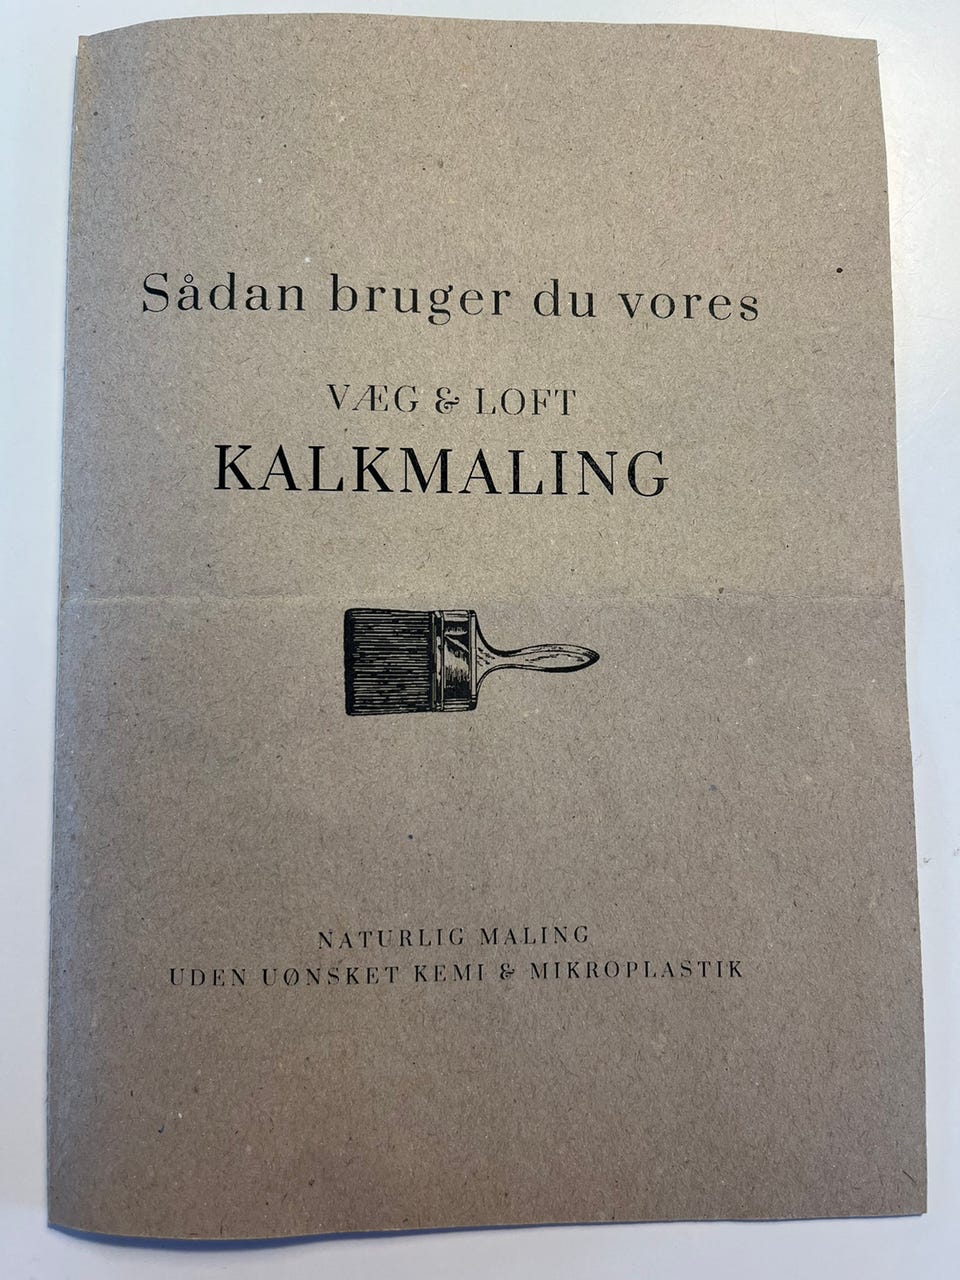 Sådan bruger du vores
VÆG & LOFT
KALKMALING
NATURLIG MALING
UDEN UØNSKET KEMI & MIKROPLASTIK